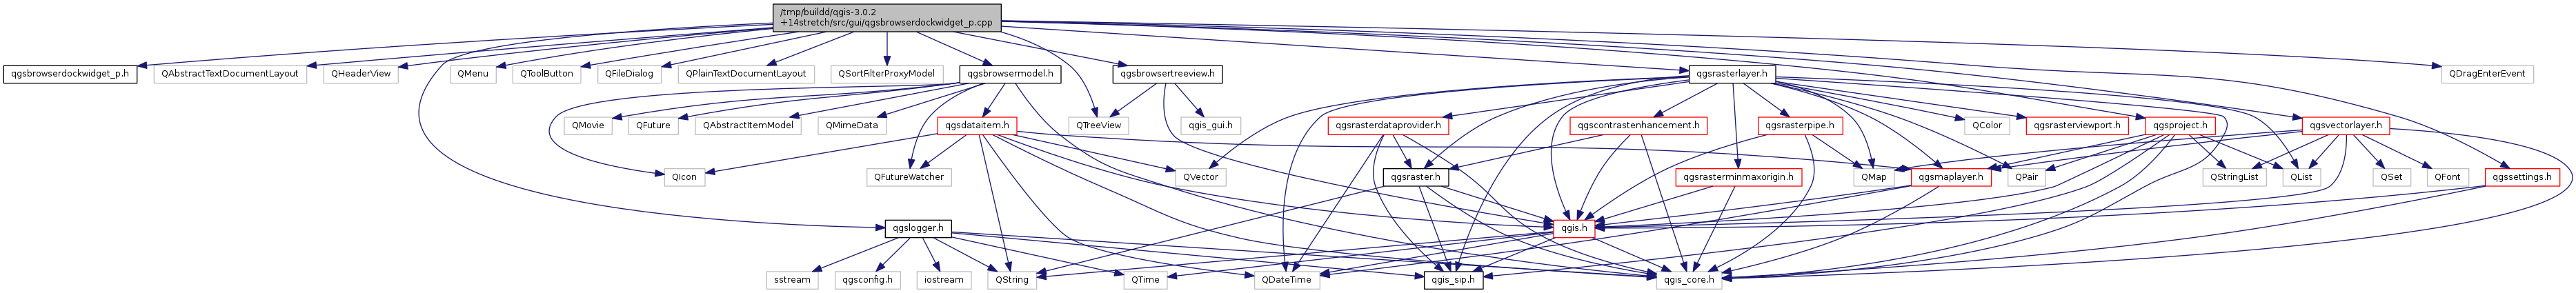 /tmp/buildd/qgis-3.0.2
+14stretch/src/gui/qgsbrowserdockwidget_p.cpp
qgsbrowserdockwidget_p.h
QAbstractTextDocumentLayout
QHeaderView
QMenu
QToolButton
QFileDialog
QPlainTextDocumentLayout
QSortFilterProxyModel
qgsbrowsermodel.h
qgsbrowsertreeview.h
qgsrasterlayer.h
QDragEnterEvent
QMovie
QFuture
QAbstractItemModel
QMimeData
qgsdataitem.h
QTreeView
qgis_gui.h
qgsrasterdataprovider.h
qgscontrastenhancement.h
qgsrasterpipe.h
QColor
qgsrasterviewport.h
qgsproject.h
qgsvectorlayer.h
QIcon
QFutureWatcher
QVector
qgsraster.h
qgsrasterminmaxorigin.h
QMap
qgsmaplayer.h
QPair
QStringList
QList
QSet
QFont
qgssettings.h
qgslogger.h
qgis.h
sstream
qgsconfig.h
iostream
QString
QTime
QDateTime
qgis_sip.h
qgis_core.h